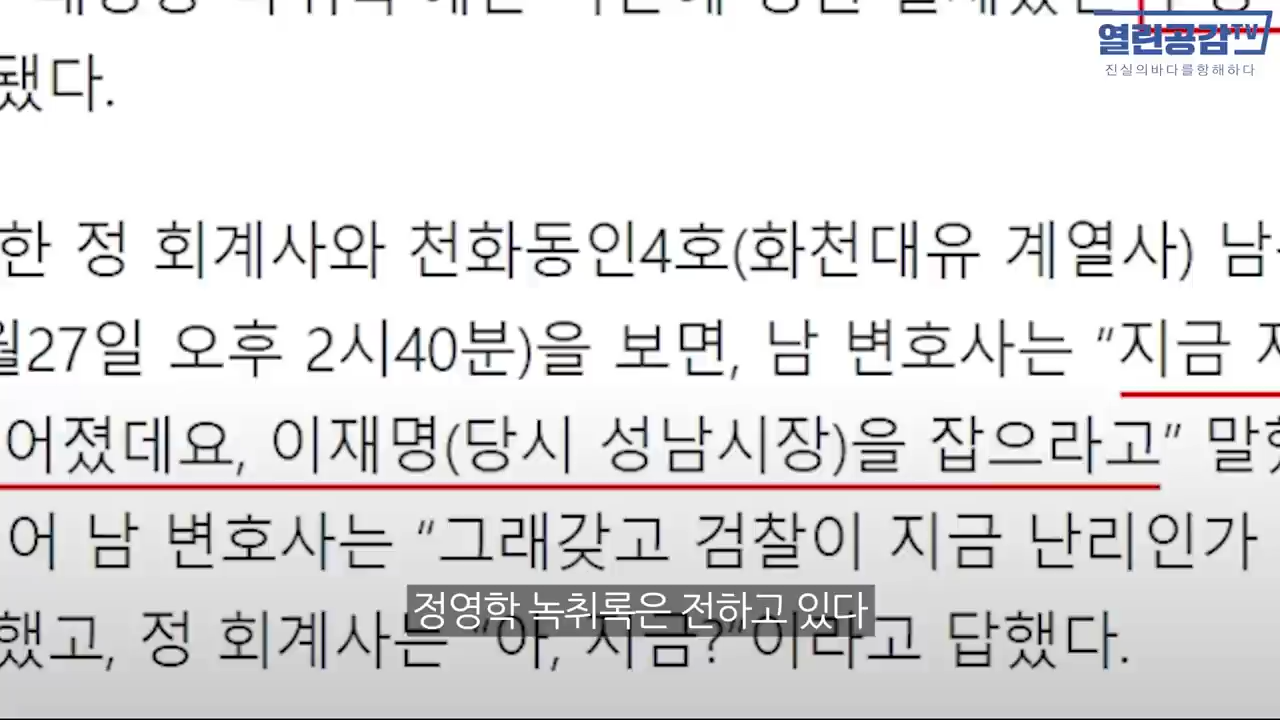 열린공감TV
진실의바다를항해하다
됐다.
한 정 회계사와 천화동인4호(화천대유 계열사)
월27일 오후 2시40분)을 보면, 남 변호사는 “지금
어졌데요, 이재명(당시 성남시장)을 잡으라고” 말했
어 남 변호사는 “그래갖고 검찰이 지금 난리인가
했고, 정 회계사는 “아, 지금?”이라고 답했다.
정영학 녹취록은 전하고 있다